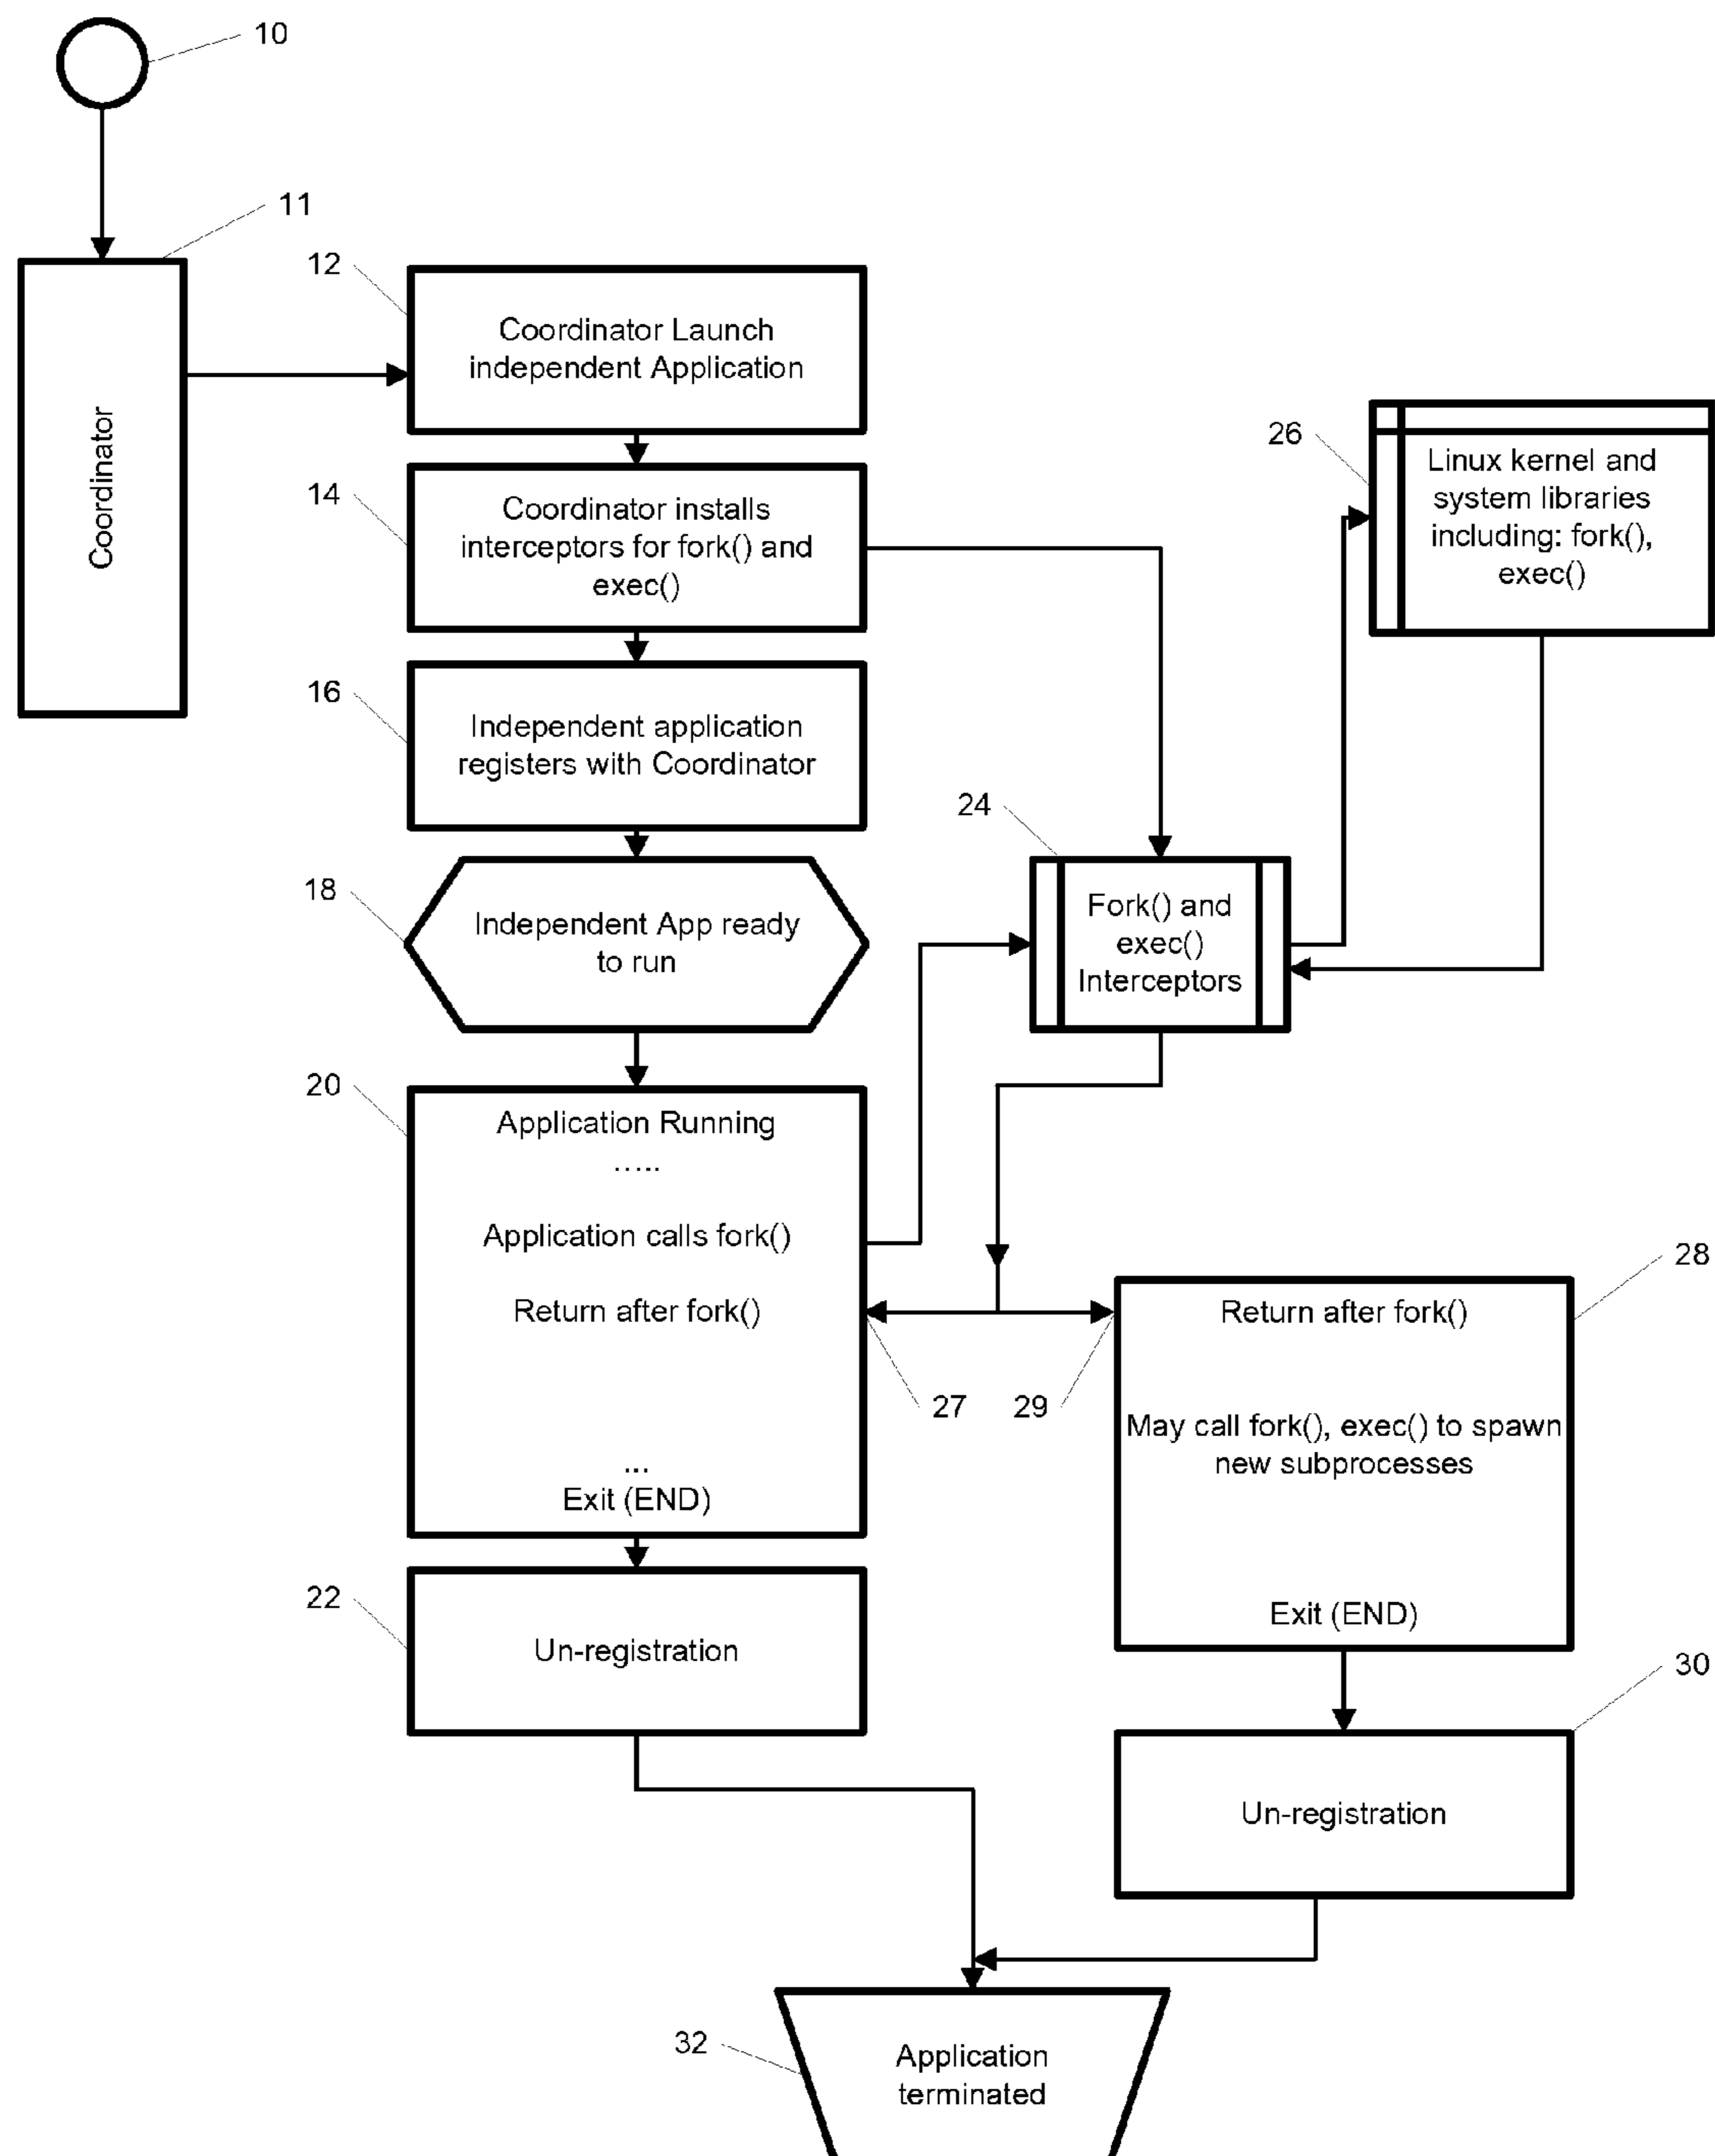 10
11
Coordinator
12
Coordinator Launch
independent Application
14
Coordinator installs
interceptors for fork() and
exec()
16
Independent application
registers with Coordinator
18
Independent App ready
to run
20
Application Running
.....
Application calls fork()
Return after fork()
...
Exit (END)
22
Un-registration
24
Fork() and
exec()
Interceptors
26
Linux kernel and
system libraries
including: fork(),
exec()
27
29
28
Return after fork()
May call fork(), exec() to spawn
new subprocesses
Exit (END)
30
Un-registration
32
Application
terminated